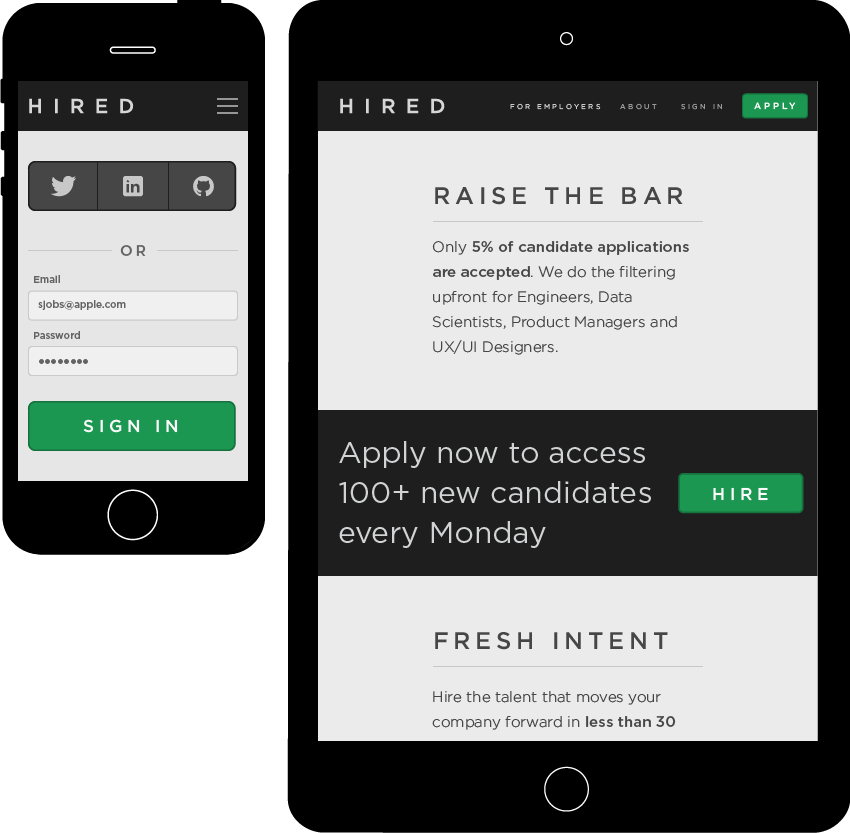 HIRED
in
OR
Email
sjobs@apple.com
Password
SIGN IN
HIRED
FOR EMPLOYERS ABOUT SIGN IN APPLY
RAISE THE BAR
Only 5% of candidate applications
are accepted. We do the filtering
upfront for Engineers, Data
Scientists, Product Managers and
UX/UI Designers.
Apply now to access
100+ new candidates
every Monday
HIRE
FRESH INTENT
Hire the talent that moves your
company forward in less than 30